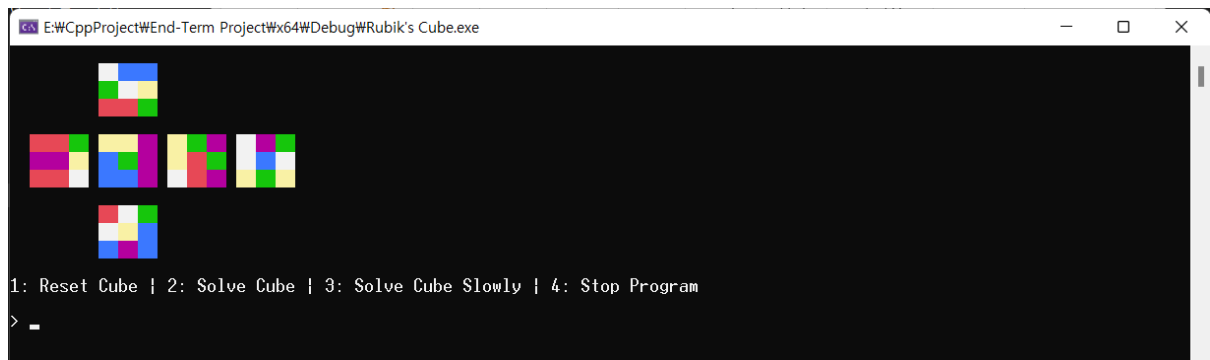 E:₩CppProject₩End-Term Project₩x64₩Debug₩Rubik's Cube.exe
1: Reset Cube | 2: Solve Cube | 3: Solve Cube Slowly | 4: Stop Program
> _